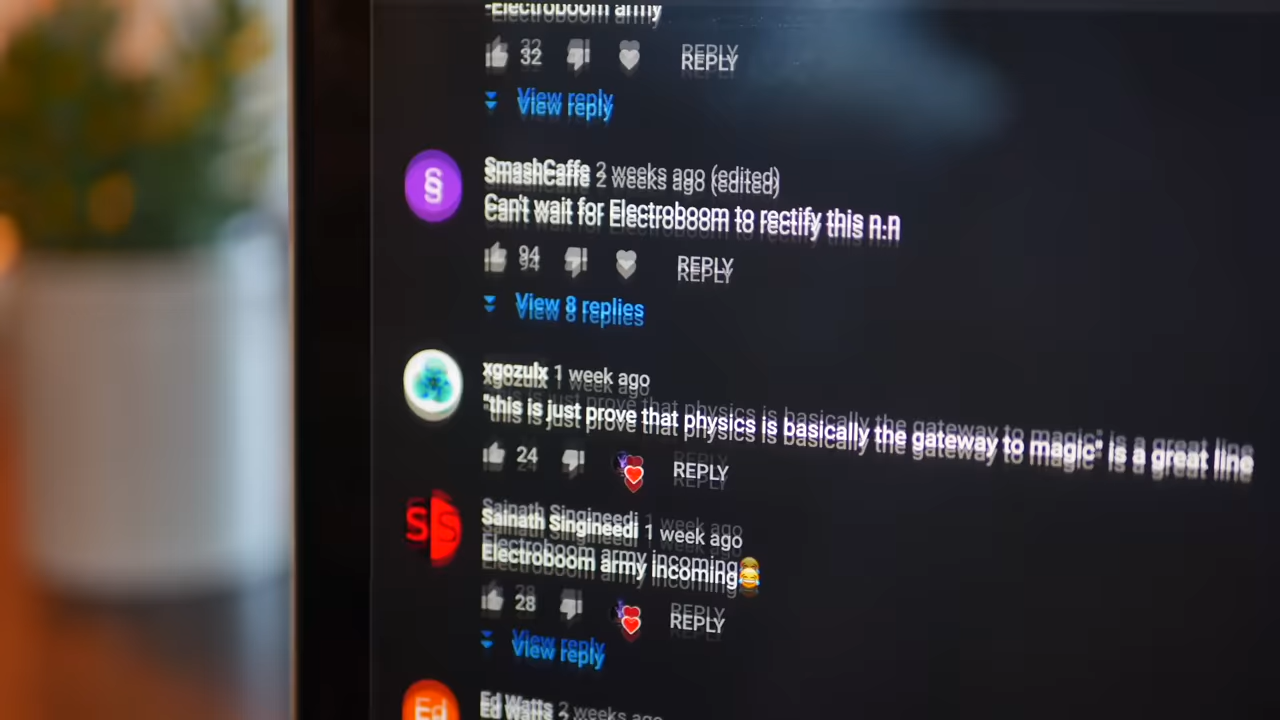 -Electroboom army
32 REPLY
View reply
§
SmashCaffe 2 weeks ago (edited)
Can't wait for Electroboom to rectify this n.n
94 REPLY
View 8 replies
xgozulx 1 week ago
"this is just prove that physics is basically the gateway to magic" is a great line
24 REPLY
SS
Sainath Singineedi 1 week ago
Electroboom army incoming😂
28 REPLY
View reply
Ed
Ed Watts 2 weeks ago